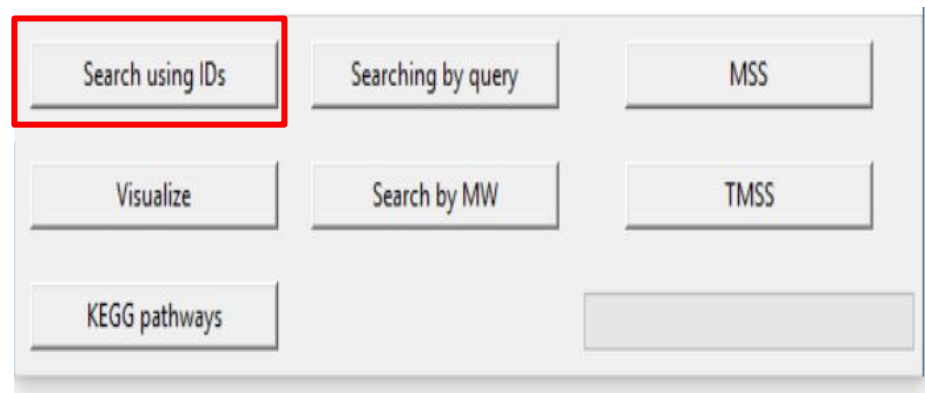 Search using IDs
Searching by query
MSS
Visualize
Search by MW
TMSS
KEGG pathways